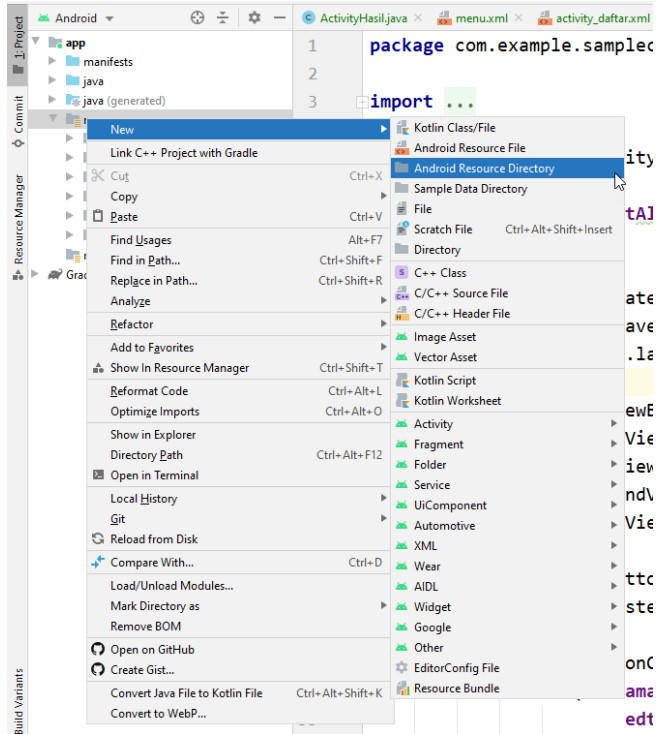 Android
ActivityHasil.java
menu.xml
activity_daftar.xml
1: Project
Commit
Resource Manager
Build Variants
app
manifests
java
java (generated)
1
package com.example.samplec
2
3
import ...
New
Link C++ Project with Gradle
Cut Ctrl+X
Copy
Paste Ctrl+V
Find Usages Alt+F7
Find in Path... Ctrl+Shift+F
Replace in Path... Ctrl+Shift+R
Analyze
Refactor
Add to Favorites
Show In Resource Manager Ctrl+Shift+T
Reformat Code Ctrl+Alt+L
Optimize Imports Ctrl+Alt+O
Show in Explorer
Directory Path Ctrl+Alt+F12
Open in Terminal
Local History
Git
Reload from Disk
Compare With... Ctrl+D
Load/Unload Modules...
Mark Directory as
Remove BOM
Open on GitHub
Create Gist...
Convert Java File to Kotlin File Ctrl+Alt+Shift+K
Convert to WebP...
Kotlin Class/File
Android Resource File
Android Resource Directory
Sample Data Directory
File
Scratch File Ctrl+Alt+Shift+Insert
Directory
C++ Class
C/C++ Source File
C/C++ Header File
Image Asset
Vector Asset
Kotlin Script
Kotlin Worksheet
Activity
Fragment
Folder
Service
UiComponent
Automotive
XML
Wear
AIDL
Widget
Google
Other
EditorConfig File
Resource Bundle
Grad
ity
tAl
ate
ave
.la
ewB
Vie
iew
ndV
Vie
tto
ste
onC
ama
edt